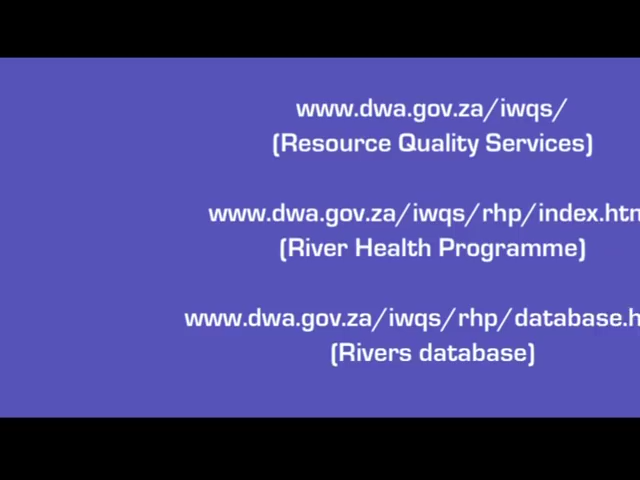 www.dwa.gov.za/iwqs/
(Resource Quality Services)
www.dwa.gov.za/iwqs/rhp/index.htm
(River Health Programme)
www.dwa.gov.za/iwqs/rhp/database.h
(Rivers database)